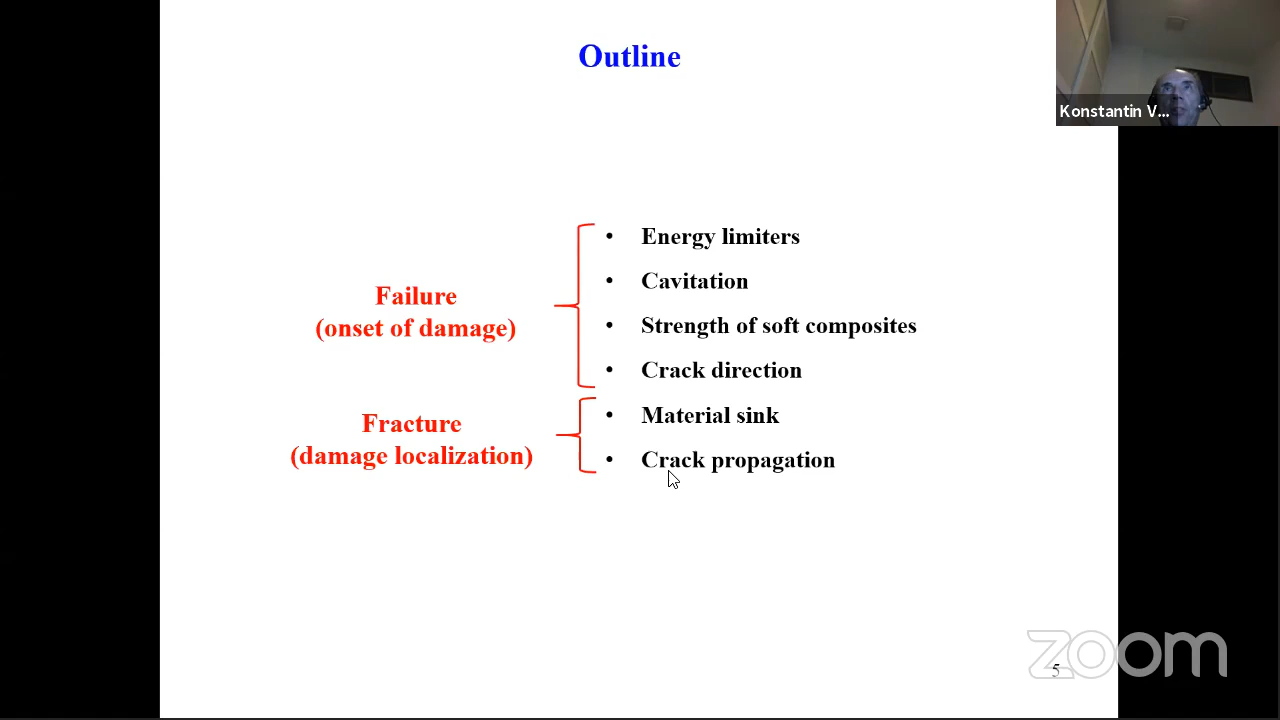 Outline
Konstantin V...
Failure
(onset of damage)
• Energy limiters
• Cavitation
• Strength of soft composites
• Crack direction
Fracture
(damage localization)
• Material sink
• Crack propagation
zoom
5